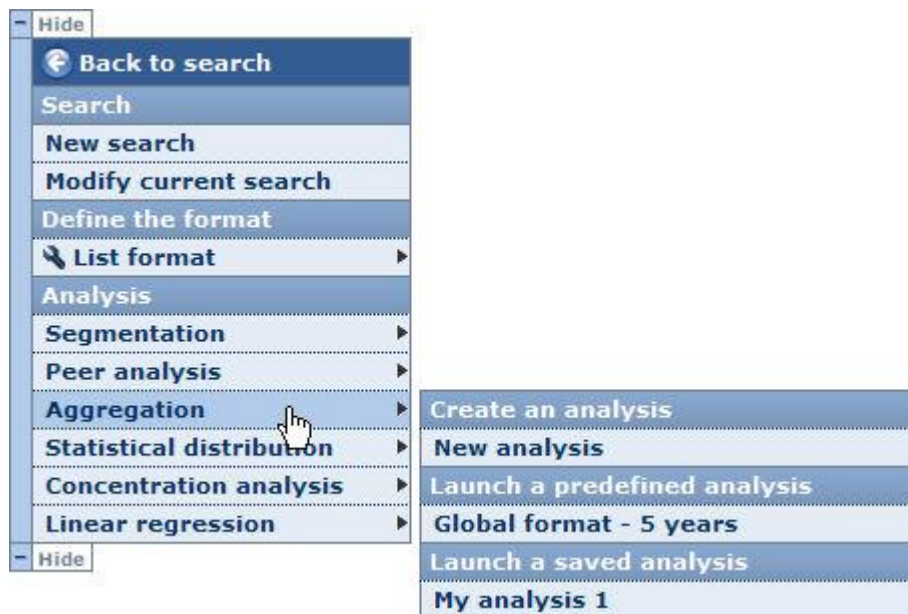 Hide
Back to search
Search
New search
Modify current search
Define the format
List format
Analysis
Segmentation
Peer analysis
Aggregation
Statistical distribution
Concentration analysis
Linear regression
Hide
Create an analysis
New analysis
Launch a predefined analysis
Global format - 5 years
Launch a saved analysis
My analysis 1